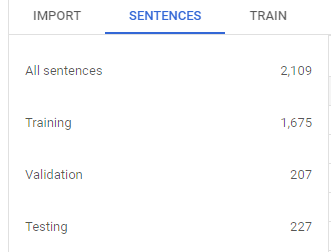 IMPORT SENTENCES TRAIN
All sentences 2,109
Training 1,675
Validation 207
Testing 227